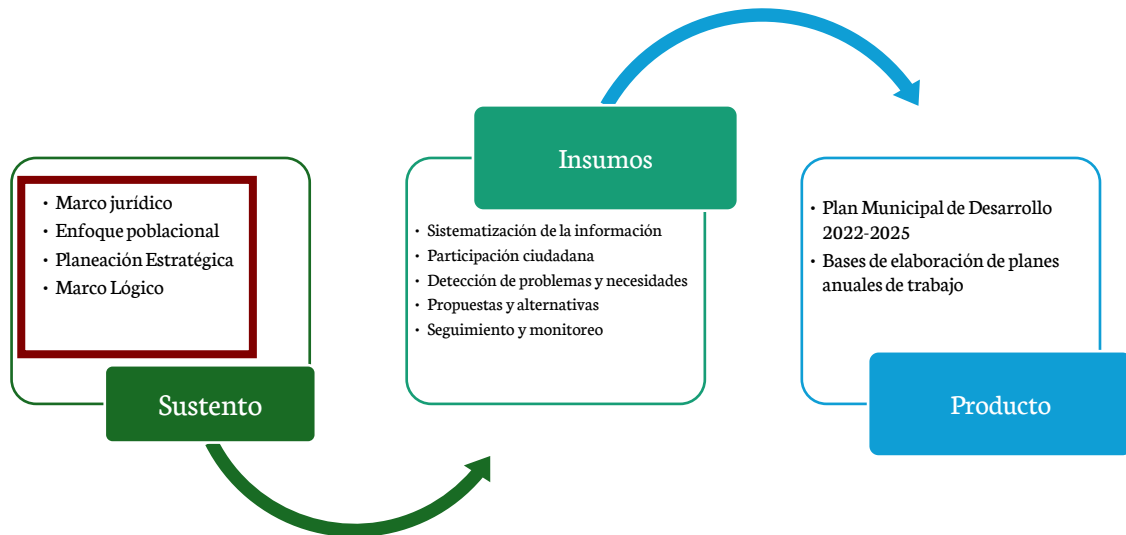 • Marco jurídico
• Enfoque poblacional
• Planeación Estratégica
• Marco Lógico
Sustento
Insumos
• Sistematización de la información
• Participación ciudadana
• Detección de problemas y necesidades
• Propuestas y alternativas
• Seguimiento y monitoreo
• Plan Municipal de Desarrollo
2022-2025
• Bases de elaboración de planes
anuales de trabajo
Producto